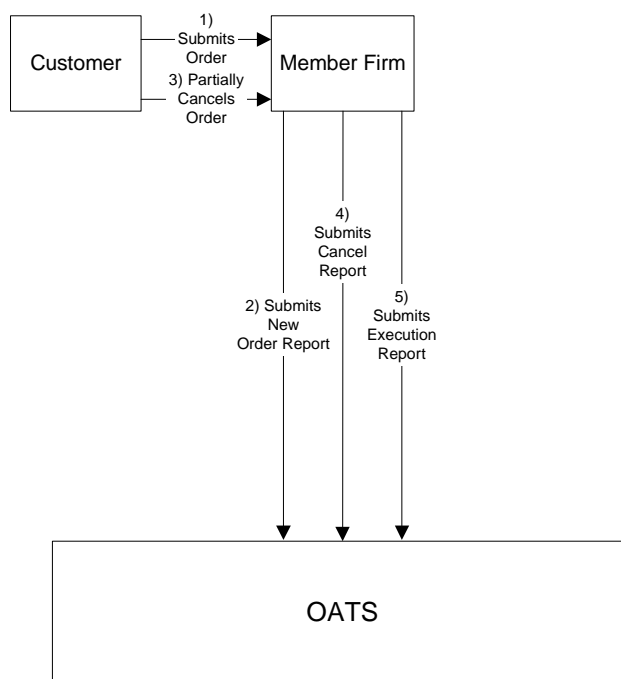 Customer
1)
Submits
Order
3) Partially
Cancels
Order
Member Firm
2) Submits
New
Order Report
4)
Submits
Cancel
Report
5)
Submits
Execution
Report
OATS